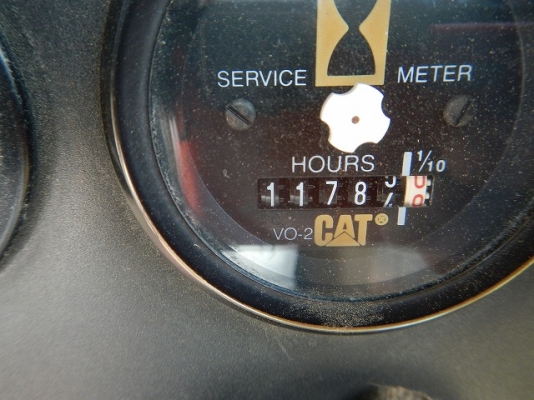 SERVICE METER
HOURS 1/10
1178
VO-2 CAT